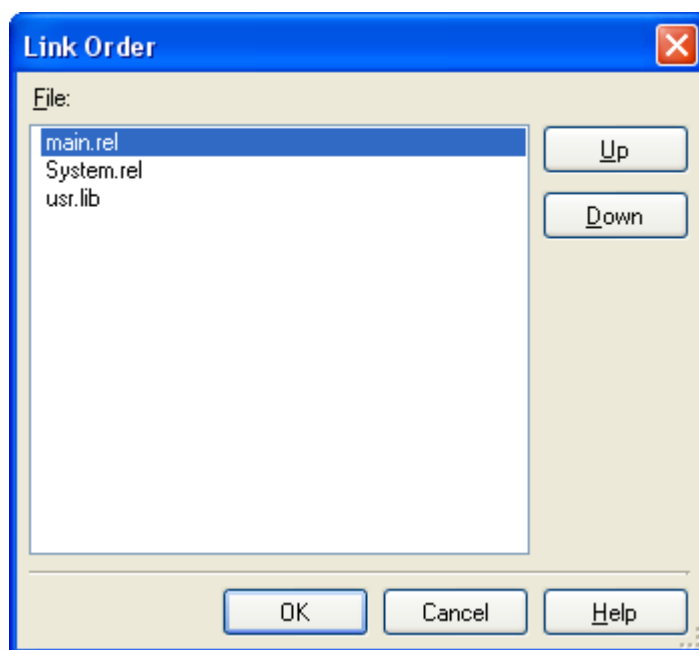 Link Order
File:
main.rel
System.rel
usr.lib
Up
Down
OK
Cancel
Help